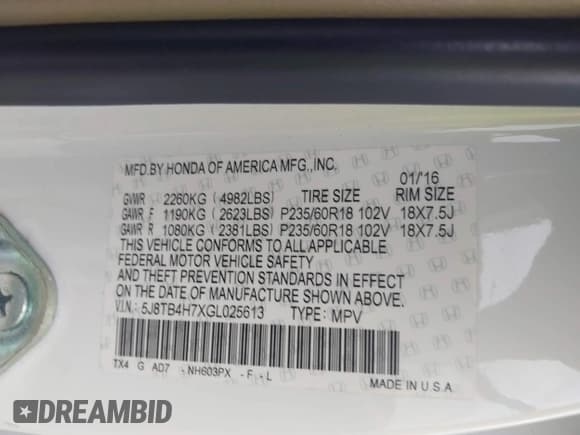 MFD.BY HONDA OF AMERICA MFG.,INC. 01/16
GVWR 2260KG (4982LBS) TIRE SIZE RIM SIZE
GAWR F 1190KG (2623LBS) P235/60R18 102V 18X7.5J
GAWR R 1080KG (2381LBS) P235/60R18 102V 18X7.5J
THIS VEHICLE CONFORMS TO ALL APPLICABLE
FEDERAL MOTOR VEHICLE SAFETY
AND THEFT PREVENTION STANDARDS IN EFFECT
ON THE DATE OF MANUFACTURE SHOWN ABOVE.
V.I.N.: 5J8TB4H7XGL025613 TYPE: MPV
TX4 G AD7 -NH603PX -F -L
MADE IN U.S.A.
DREAMBID